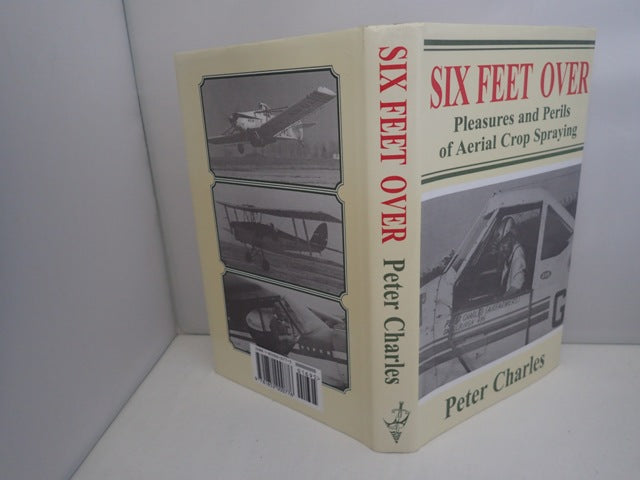 SIX FEET OVER
Pleasures and Perils
of Aerial Crop Spraying
Peter Charles
SIX FEET OVER Peter Charles
G